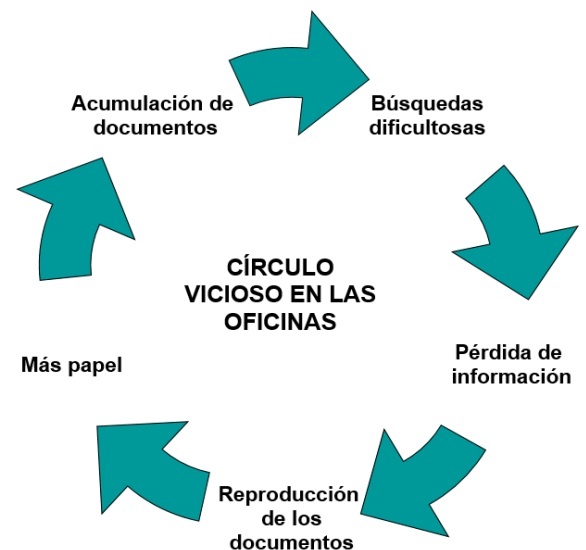 Acumulación de
documentos
Búsquedas
dificultosas
Pérdida de
información
Reproducción
de los
documentos
Más papel
CÍRCULO
VICIOSO EN LAS
OFICINAS